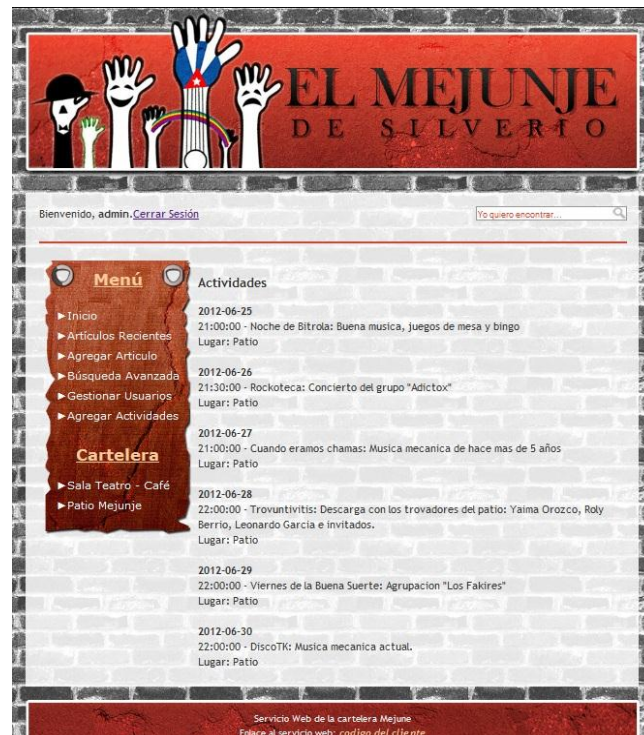 EL MEJUNJE
DE SILVERIO
Bienvenido, admin.Cerrar Sesión
Yo quiero encontrar...
Menú
►Inicio
►Artículos Recientes
►Agregar Artículo
►Búsqueda Avanzada
►Gestionar Usuarios
►Agregar Actividades
Cartelera
►Sala Teatro - Café
►Patio Mejunje
Actividades
2012-06-25
21:00:00 - Noche de Bitrola: Buena musica, juegos de mesa y bingo
Lugar: Patio
2012-06-26
21:30:00 - Rockoteca: Concierto del grupo "Adictox"
Lugar: Patio
2012-06-27
21:00:00 - Cuando eramos chamas: Musica mecanica de hace mas de 5 años
Lugar: Patio
2012-06-28
22:00:00 - Trovuntivitis: Descarga con los trovadores del patio: Yaima Orozco, Roly
Berrio, Leonardo Garcia e invitados.
Lugar: Patio
2012-06-29
22:00:00 - Viernes de la Buena Suerte: Agrupacion "Los Fakires"
Lugar: Patio
2012-06-30
22:00:00 - DiscoTK: Musica mecanica actual.
Lugar: Patio
Servicio Web de la cartelera Mejune
Enlace al servicio web: codigo del cliente